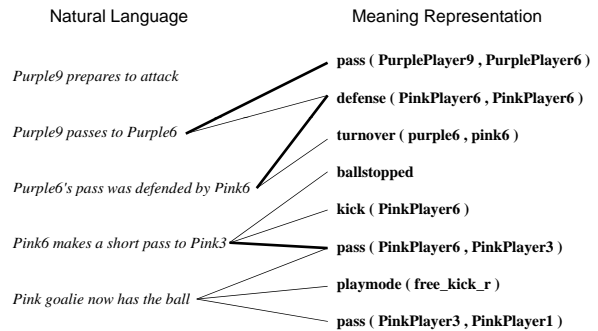 Natural Language
Meaning Representation
Purple9 prepares to attack
Purple9 passes to Purple6
Purple6's pass was defended by Pink6
Pink6 makes a short pass to Pink3
Pink goalie now has the ball
pass ( PurplePlayer9 , PurplePlayer6 )
defense ( PinkPlayer6 , PinkPlayer6 )
turnover ( purple6 , pink6 )
ballstopped
kick ( PinkPlayer6 )
pass ( PinkPlayer6 , PinkPlayer3 )
playmode ( free_kick_r )
pass ( PinkPlayer3 , PinkPlayer1 )